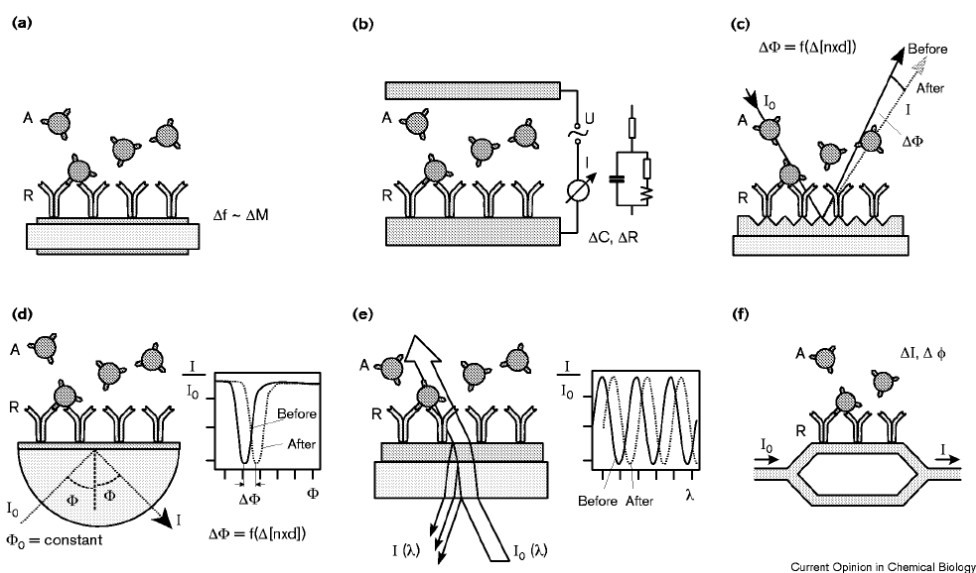 (a)
A
R
Δf ~ ΔM
(b)
A
R
U
~
I
ΔC, ΔR
(c)
ΔΦ = f(Δ[nxd])
Before
After
I₀
I
A
ΔΦ
R
(d)
A
R
I
I₀
Before
After
ΔΦ
Φ
Φ
Φ
I₀
I
Φ₀ = constant
ΔΦ = f(Δ[nxd])
(e)
A
R
I
I₀
Before After
λ
I (λ)
I₀ (λ)
(f)
A
ΔI, Δ ϕ
R
I₀
I
Current Opinion in Chemical Biology